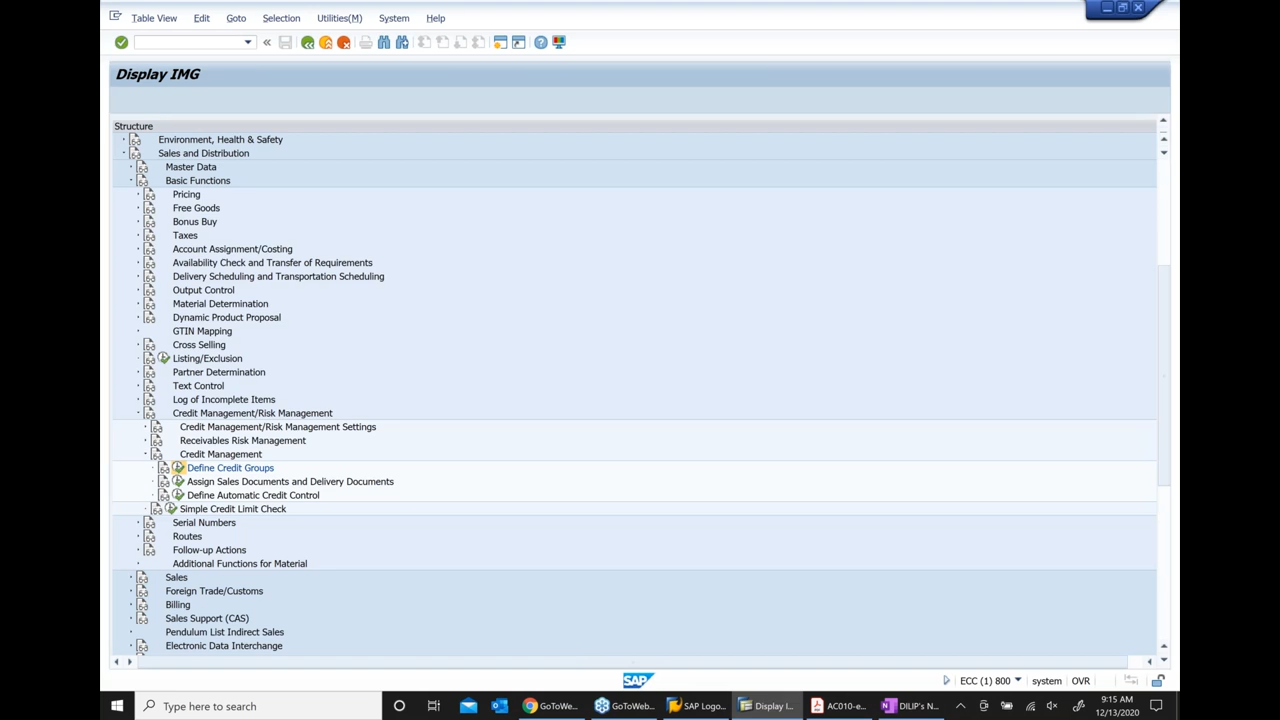 Table View Edit Goto Selection Utilities(M) System Help
Display IMG
Structure
Environment, Health & Safety
Sales and Distribution
Master Data
Basic Functions
Pricing
Free Goods
Bonus Buy
Taxes
Account Assignment/Costing
Availability Check and Transfer of Requirements
Delivery Scheduling and Transportation Scheduling
Output Control
Material Determination
Dynamic Product Proposal
GTIN Mapping
Cross Selling
Listing/Exclusion
Partner Determination
Text Control
Log of Incomplete Items
Credit Management/Risk Management
Credit Management/Risk Management Settings
Receivables Risk Management
Credit Management
Define Credit Groups
Assign Sales Documents and Delivery Documents
Define Automatic Credit Control
Simple Credit Limit Check
Serial Numbers
Routes
Follow-up Actions
Additional Functions for Material
Sales
Foreign Trade/Customs
Billing
Sales Support (CAS)
Pendulum List Indirect Sales
Electronic Data Interchange
SAP
ECC (1) 800 system OVR
Type here to search
GoToWe... GoToWeb... SAP Logo... Display I... AC010-e... DILIP's N...
9:15 AM
12/13/2020